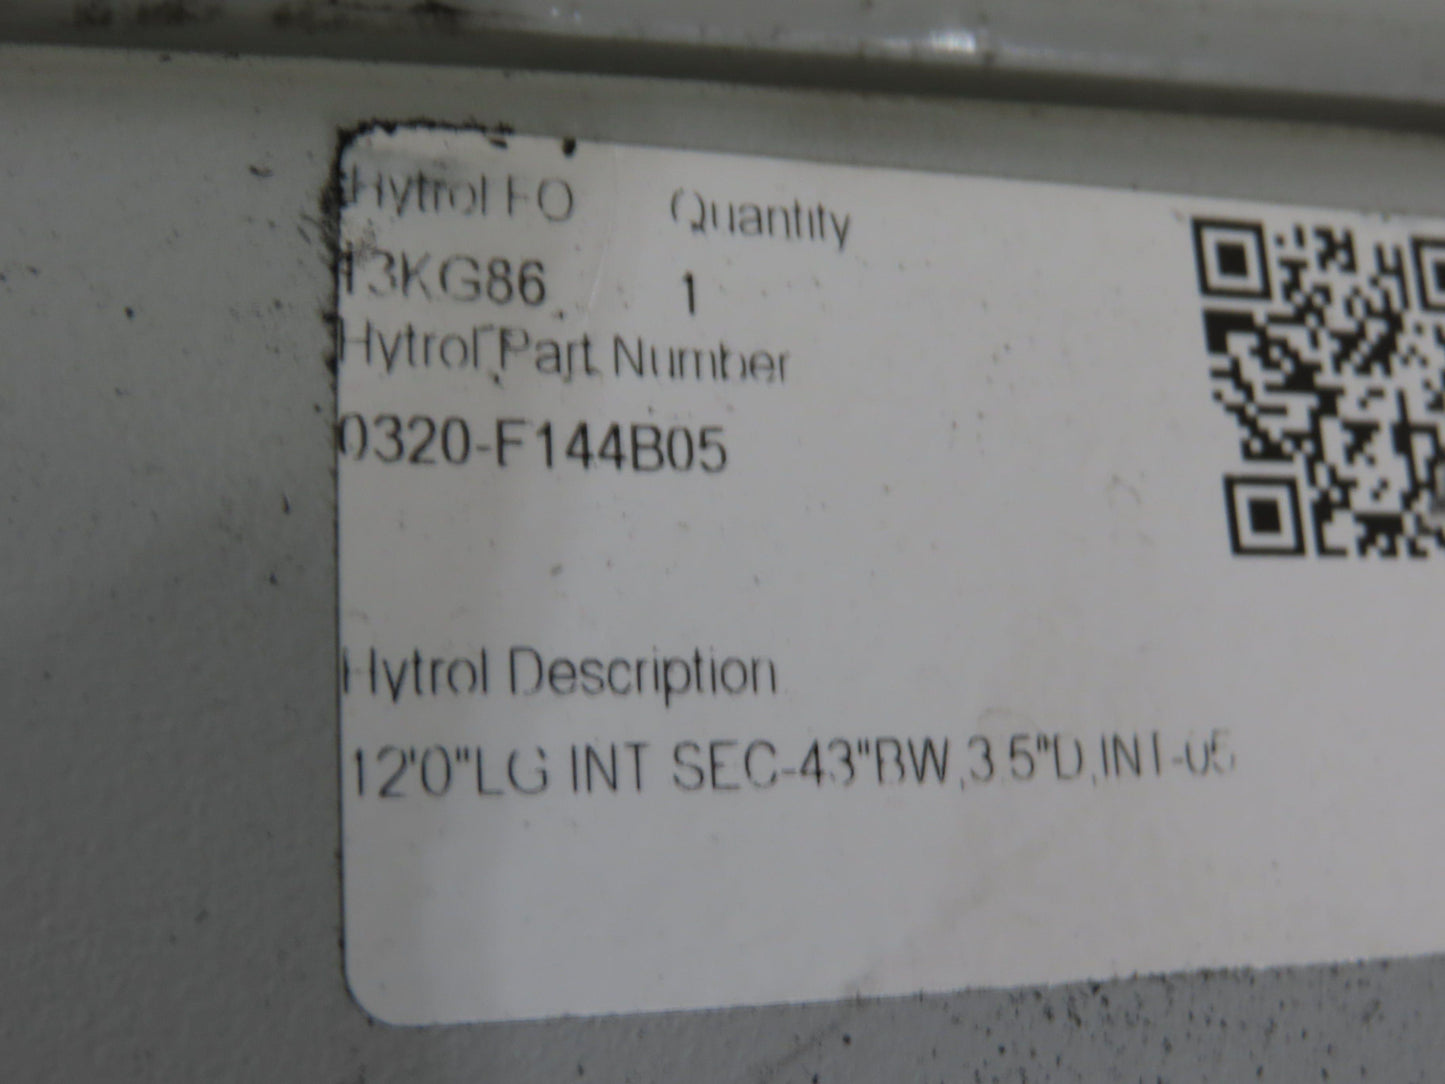 Hytrol FO Quantity
13KG86 1
Hytrol Part Number
0320-F144B05
Hytrol Description
12'0"LG INT SEC-43"BW,3.5"D,INT-05